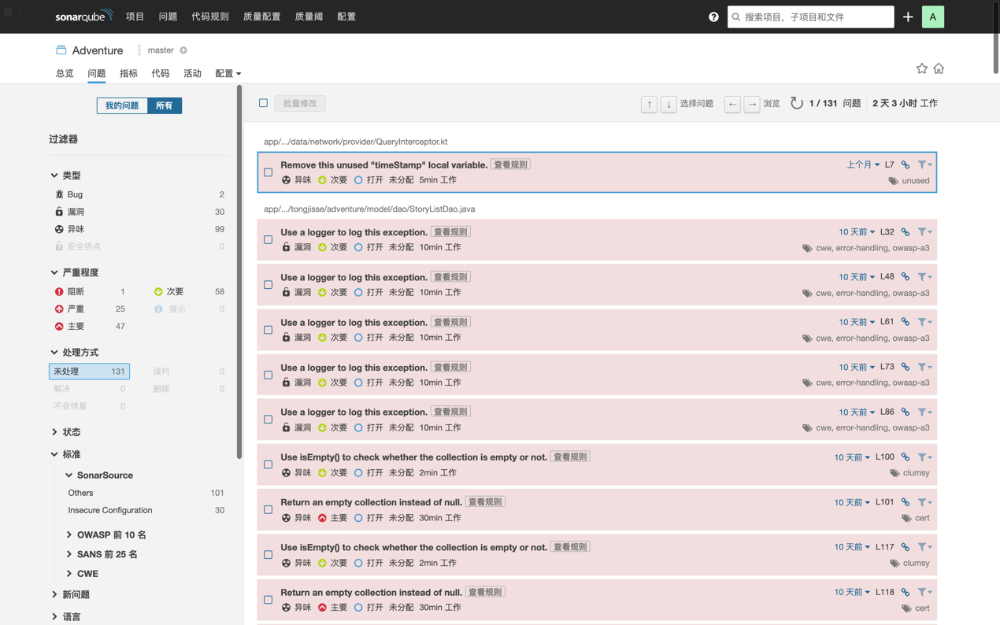 sonarqube 项目 问题 代码规则 质量配置 质量阈 配置 ? 搜索项目，子项目和文件 + A
Adventure master
总览 问题 指标 代码 活动 配置
我的问题 所有
批量修改 ↑ ↓ 选择问题 ← → 浏览 1 / 131 问题 2 天 3 小时 工作
过滤器
类型
Bug 2
漏洞 30
异味 99
安全热点 0
严重程度
阻断 1 次要 58
严重 25 提示 0
主要 47
处理方式
未处理 131 误判 0
解决 0 删除 0
不会修复 0
状态
标准
SonarSource
Others 101
Insecure Configuration 30
OWASP 前 10 名
SANS 前 25 名
CWE
新问题
语言
app/.../data/network/provider/QueryInterceptor.kt
Remove this unused "timeStamp" local variable. 查看规则 上个月 L7
异味 次要 打开 未分配 5min 工作 unused
app/.../tongjisse/adventure/model/dao/StoryListDao.java
Use a logger to log this exception. 查看规则 10 天前 L32
漏洞 次要 打开 未分配 10min 工作 cwe, error-handling, owasp-a3
Use a logger to log this exception. 查看规则 10 天前 L48
漏洞 次要 打开 未分配 10min 工作 cwe, error-handling, owasp-a3
Use a logger to log this exception. 查看规则 10 天前 L61
漏洞 次要 打开 未分配 10min 工作 cwe, error-handling, owasp-a3
Use a logger to log this exception. 查看规则 10 天前 L73
漏洞 次要 打开 未分配 10min 工作 cwe, error-handling, owasp-a3
Use a logger to log this exception. 查看规则 10 天前 L86
漏洞 次要 打开 未分配 10min 工作 cwe, error-handling, owasp-a3
Use isEmpty() to check whether the collection is empty or not. 查看规则 10 天前 L100
异味 次要 打开 未分配 2min 工作 clumsy
Return an empty collection instead of null. 查看规则 10 天前 L101
异味 主要 打开 未分配 30min 工作 cert
Use isEmpty() to check whether the collection is empty or not. 查看规则 10 天前 L117
异味 次要 打开 未分配 2min 工作 clumsy
Return an empty collection instead of null. 查看规则 10 天前 L118
异味 主要 打开 未分配 30min 工作 cert